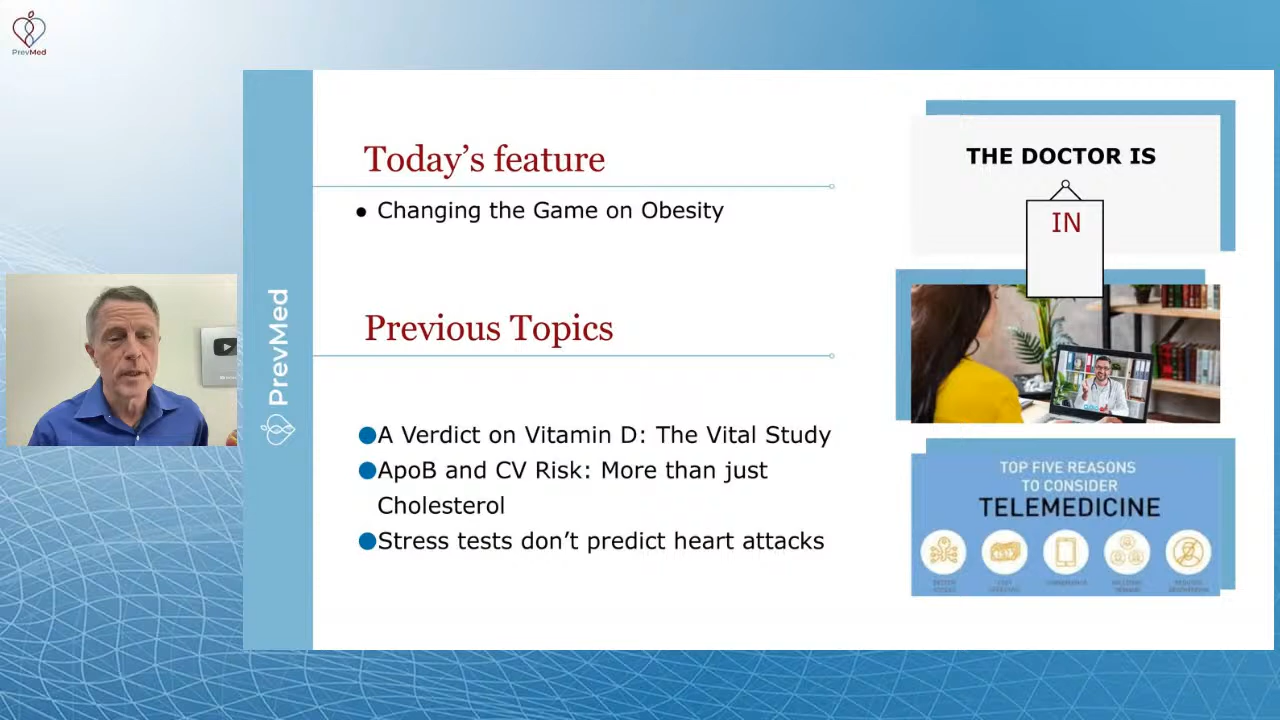 PrevMed
Today's feature
● Changing the Game on Obesity
PrevMed
Previous Topics
●A Verdict on Vitamin D: The Vital Study
●ApoB and CV Risk: More than just
Cholesterol
●Stress tests don't predict heart attacks
THE DOCTOR IS
IN
TOP FIVE REASONS
TO CONSIDER
TELEMEDICINE